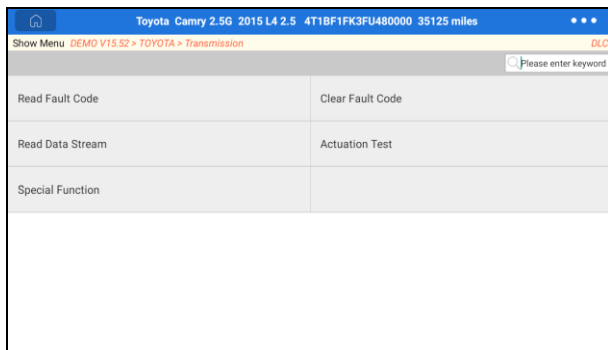 Toyota Camry 2.5G 2015 L4 2.5 4T1BF1FK3FU480000 35125 miles
Show Menu DEMO V15.52 > TOYOTA > Transmission DLC
Please enter keyword
Read Fault Code Clear Fault Code
Read Data Stream Actuation Test
Special Function